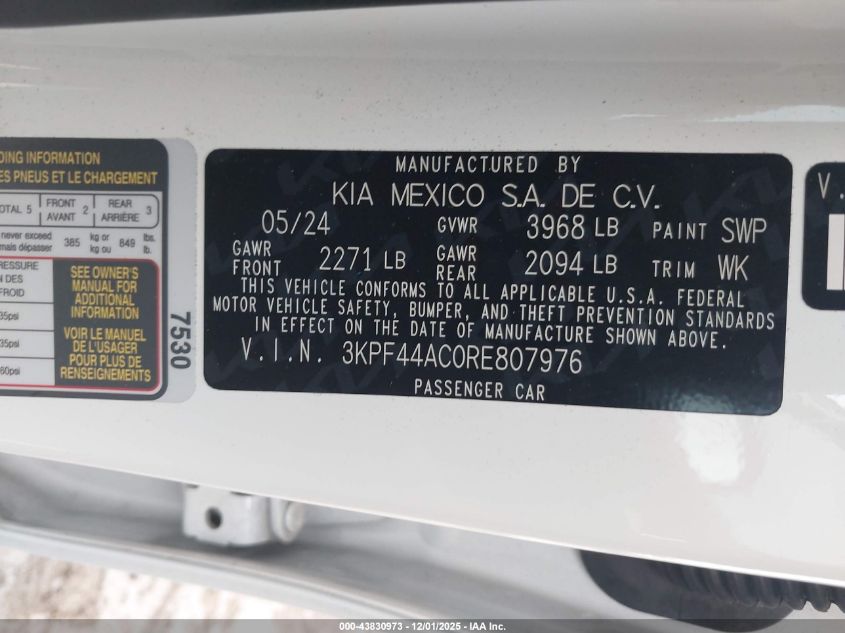 DING INFORMATION
ES PNEUS ET LE CHARGEMENT
OTAL 5 FRONT AVANT 2 REAR ARRIÈRE 3
never exceed
mais dépasser 385 kg or kg ou 849 lbs. lb.
RESSURE
N DES
FROID
35psi
35psi
60psi
SEE OWNER'S
MANUAL FOR
ADDITIONAL
INFORMATION
VOIR LE MANUEL
DE L'USAGER
POUR PLUS DE
RENSEIGNEMENTS
7530
MANUFACTURED BY
KIA MEXICO S.A. DE C.V.
05/24 GVWR 3968 LB PAINT SWP
GAWR FRONT 2271 LB GAWR REAR 2094 LB TRIM WK
THIS VEHICLE CONFORMS TO ALL APPLICABLE U.S.A. FEDERAL
MOTOR VEHICLE SAFETY, BUMPER, AND THEFT PREVENTION STANDARDS
IN EFFECT ON THE DATE OF MANUFACTURE SHOWN ABOVE.
V.I.N. 3KPF44AC0RE807976
PASSENGER CAR
V.
000-43830973 - 12/01/2025 - IAA Inc.